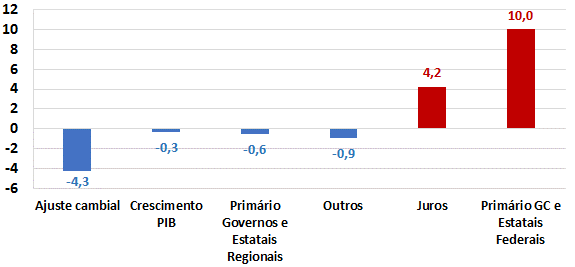 12
10
8
6
4
2
0
-2
-4
-6
-4,3
-0,3
-0,6
-0,9
4,2
10,0
Ajuste cambial
Crescimento
PIB
Primário
Governos e
Estatais
Regionais
Outros
Juros
Primário GC e
Estatais
Federais